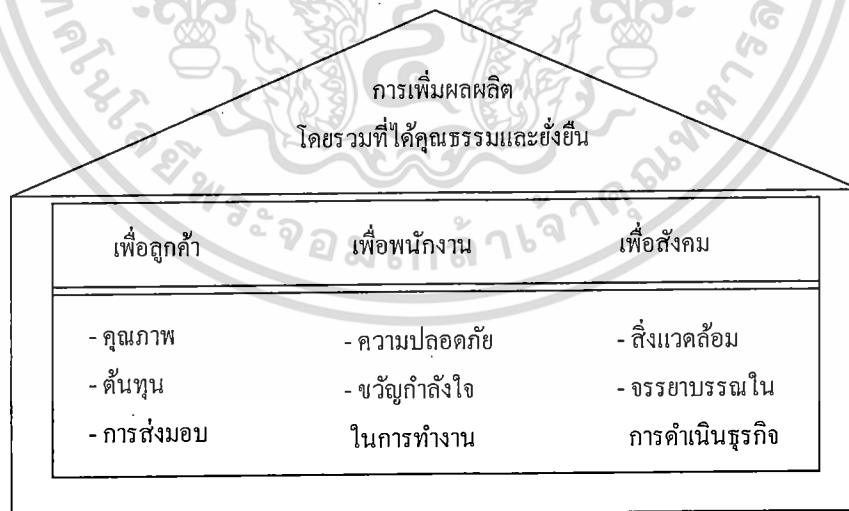 การเพิ่มผลผลิต
โดยรวมที่ได้คุณธรรมและยั่งยืน
เพื่อลูกค้า เพื่อพนักงาน เพื่อสังคม
- คุณภาพ - ความปลอดภัย - สิ่งแวดล้อม
- ต้นทุน - ขวัญกำลังใจ - จรรยาบรรณใน
- การส่งมอบ ในการทำงาน การดำเนินธุรกิจ